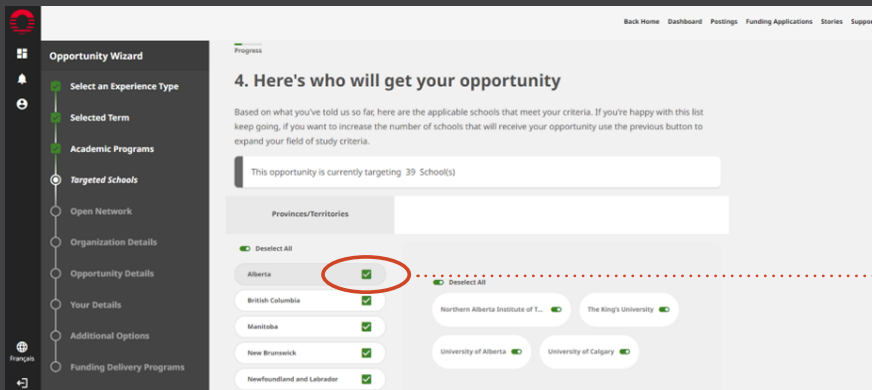 Back Home Dashboard Postings Funding Applications Stories
Opportunity Wizard
Select an Experience Type
Selected Term
Academic Programs
Targeted Schools
Open Network
Organization Details
Opportunity Details
Your Details
Additional Options
Funding Delivery Programs
Français
Progress
4. Here's who will get your opportunity
Based on what you've told us so far, here are the applicable schools that meet your criteria. If you're happy with this list
keep going, if you want to increase the number of schools that will receive your opportunity use the previous button to
expand your field of study criteria.
This opportunity is currently targeting 39 School(s)
Provinces/Territories
Deselect All
Alberta
British Columbia
Manitoba
New Brunswick
Newfoundland and Labrador
Deselect All
Northern Alberta Institute of T... The King's University
University of Alberta University of Calgary